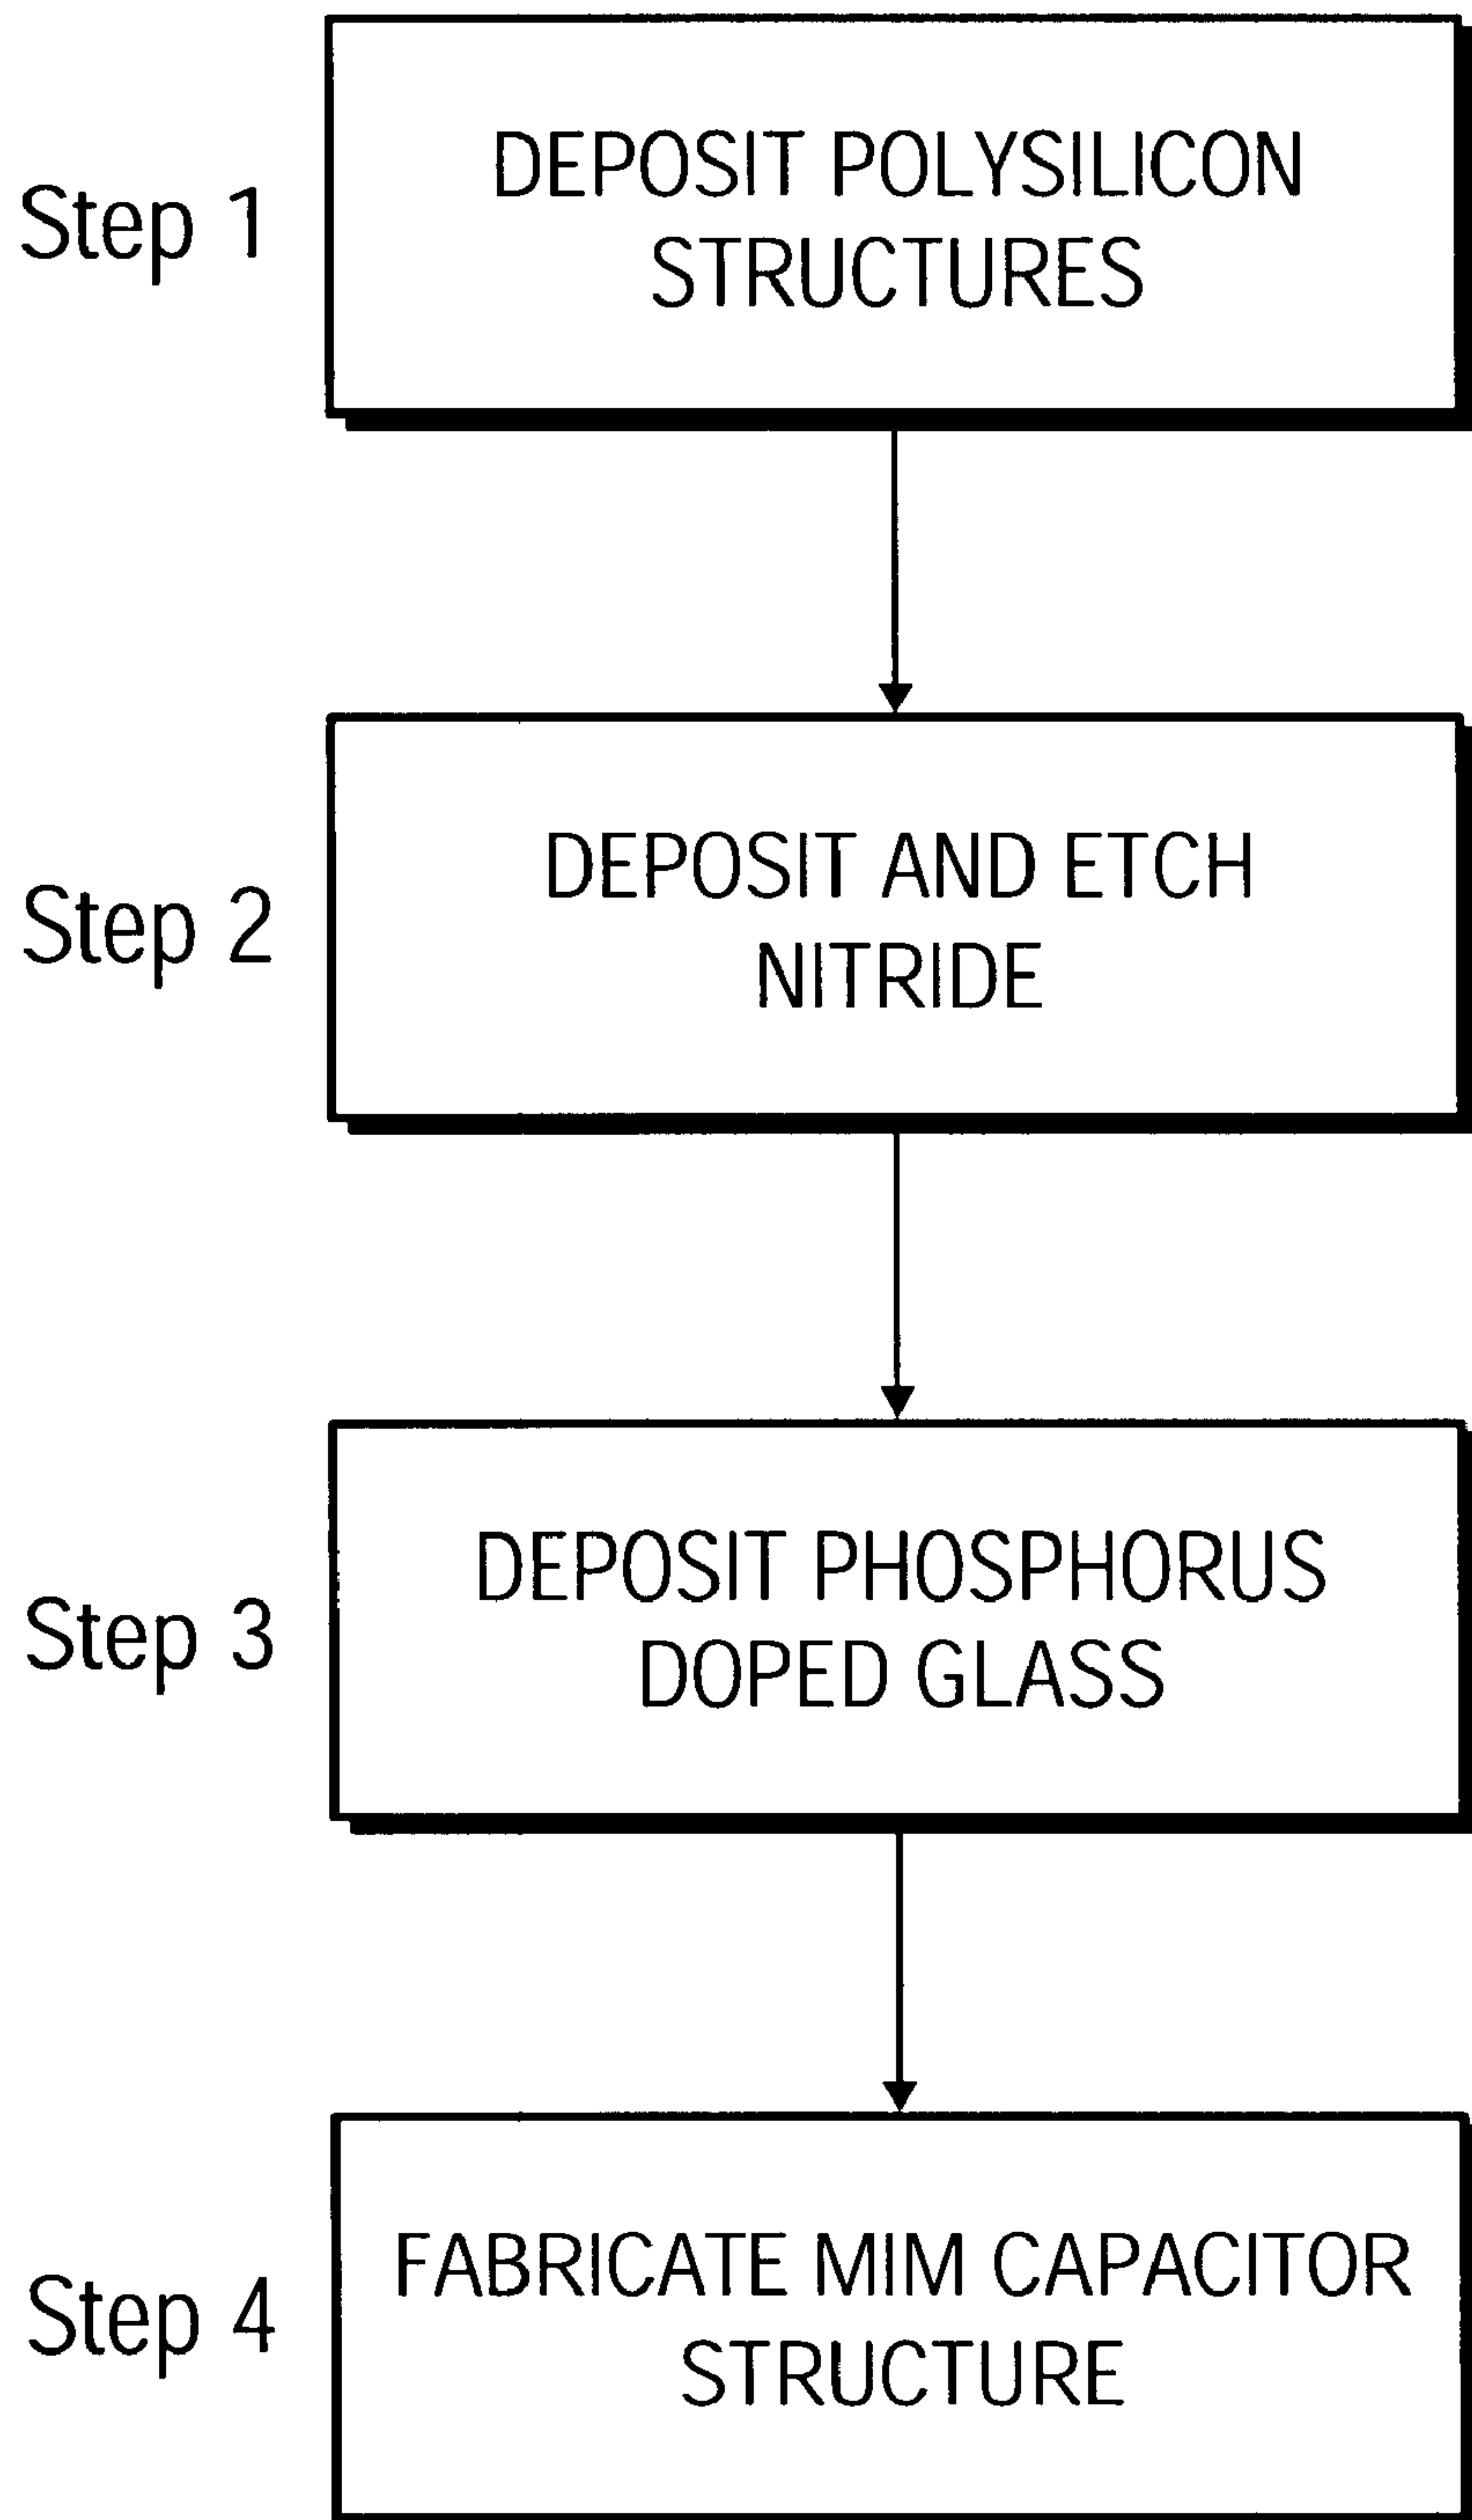 Step 1
DEPOSIT POLYSILICON
STRUCTURES
Step 2
DEPOSIT AND ETCH
NITRIDE
Step 3
DEPOSIT PHOSPHORUS
DOPED GLASS
Step 4
FABRICATE MIM CAPACITOR
STRUCTURE